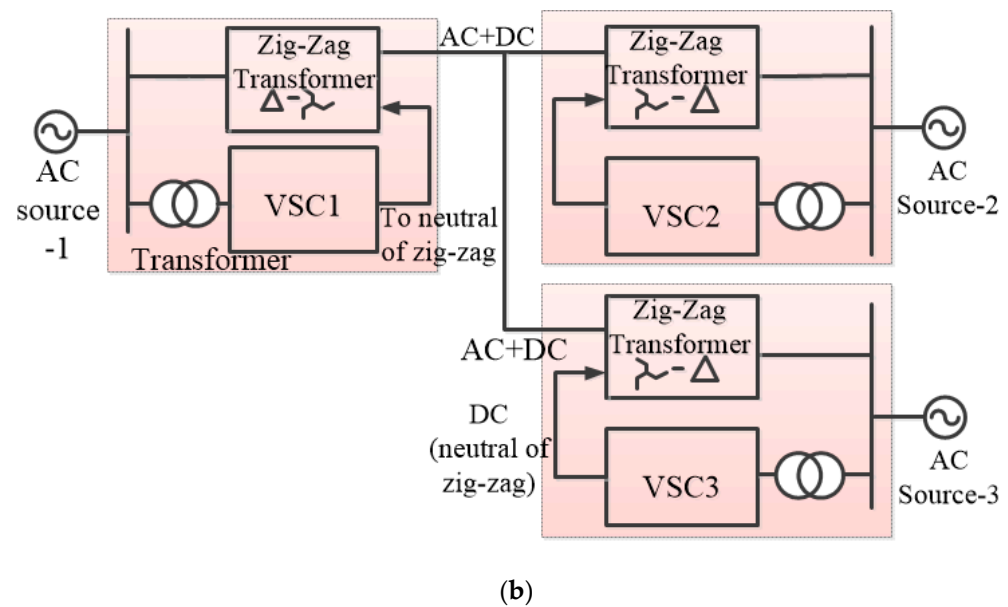 Zig-Zag
Transformer
AC
source
-1
VSC1
Transformer
To neutral
of zig-zag
AC+DC
Zig-Zag
Transformer
VSC2
AC
Source-2
AC+DC
Zig-Zag
Transformer
DC
(neutral of
zig-zag)
VSC3
AC
Source-3
(b)